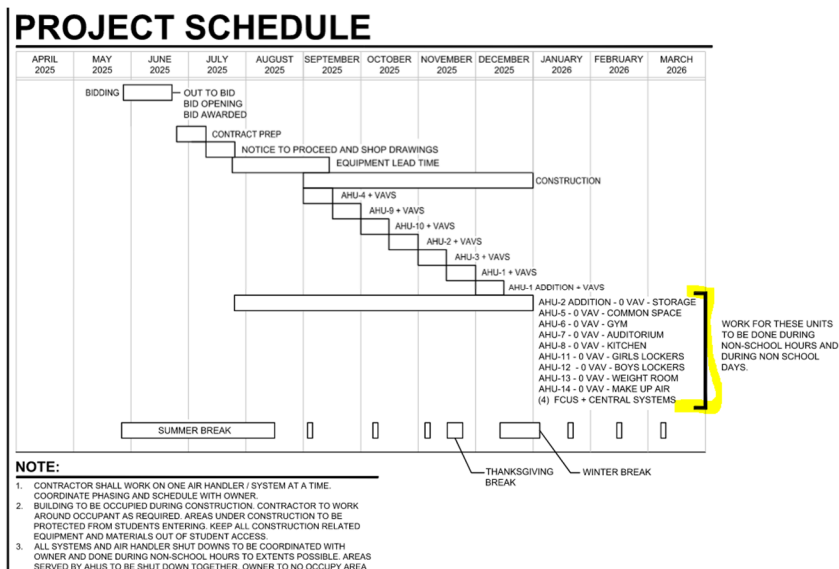 PROJECT SCHEDULE
APRIL 2025
MAY 2025
JUNE 2025
JULY 2025
AUGUST 2025
SEPTEMBER 2025
OCTOBER 2025
NOVEMBER 2025
DECEMBER 2025
JANUARY 2026
FEBRUARY 2026
MARCH 2026
BIDDING
OUT TO BID
BID OPENING
BID AWARDED
CONTRACT PREP
NOTICE TO PROCEED AND SHOP DRAWINGS
EQUIPMENT LEAD TIME
CONSTRUCTION
AHU-4 + VAVS
AHU-9 + VAVS
AHU-10 + VAVS
AHU-2 + VAVS
AHU-3 + VAVS
AHU-1 + VAVS
AHU-1 ADDITION + VAVS
AHU-2 ADDITION - 0 VAV - STORAGE
AHU-5 - 0 VAV - COMMON SPACE
AHU-6 - 0 VAV - GYM
AHU-7 - 0 VAV - AUDITORIUM
AHU-8 - 0 VAV - KITCHEN
AHU-11 - 0 VAV - GIRLS LOCKERS
AHU-12 - 0 VAV - BOYS LOCKERS
AHU-13 - 0 VAV - WEIGHT ROOM
AHU-14 - 0 VAV - MAKE UP AIR
(4) FCUS + CENTRAL SYSTEMS
WORK FOR THESE UNITS
TO BE DONE DURING
NON-SCHOOL HOURS AND
DURING NON SCHOOL
DAYS.
SUMMER BREAK
THANKSGIVING
BREAK
WINTER BREAK
NOTE:
1. CONTRACTOR SHALL WORK ON ONE AIR HANDLER / SYSTEM AT A TIME.
COORDINATE PHASING AND SCHEDULE WITH OWNER.
2. BUILDING TO BE OCCUPIED DURING CONSTRUCTION. CONTRACTOR TO WORK
AROUND OCCUPANT AS REQUIRED. AREAS UNDER CONSTRUCTION TO BE
PROTECTED FROM STUDENTS ENTERING. KEEP ALL CONSTRUCTION RELATED
EQUIPMENT AND MATERIALS OUT OF STUDENT ACCESS.
3. ALL SYSTEMS AND AIR HANDLER SHUT DOWNS TO BE COORDINATED WITH
OWNER AND DONE DURING NON-SCHOOL HOURS TO EXTENTS POSSIBLE. AREAS
SERVED BY AHUS TO BE SHUT DOWN TOGETHER. OWNER TO NO OCCUPY AREA